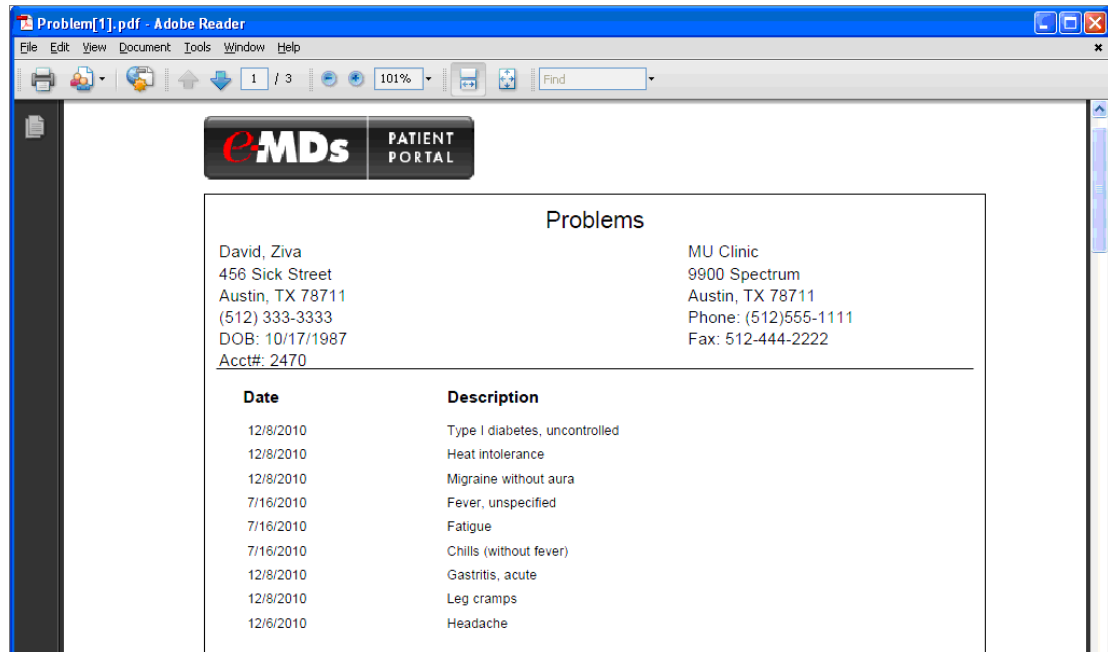 Problem[1].pdf - Adobe Reader
File Edit View Document Tools Window Help
1 / 3 101% Find
e-MDs PATIENT PORTAL
Problems
David, Ziva MU Clinic
456 Sick Street 9900 Spectrum
Austin, TX 78711 Austin, TX 78711
(512) 333-3333 Phone: (512)555-1111
DOB: 10/17/1987 Fax: 512-444-2222
Acct#: 2470
Date Description
12/8/2010 Type I diabetes, uncontrolled
12/8/2010 Heat intolerance
12/8/2010 Migraine without aura
7/16/2010 Fever, unspecified
7/16/2010 Fatigue
7/16/2010 Chills (without fever)
12/8/2010 Gastritis, acute
12/8/2010 Leg cramps
12/6/2010 Headache